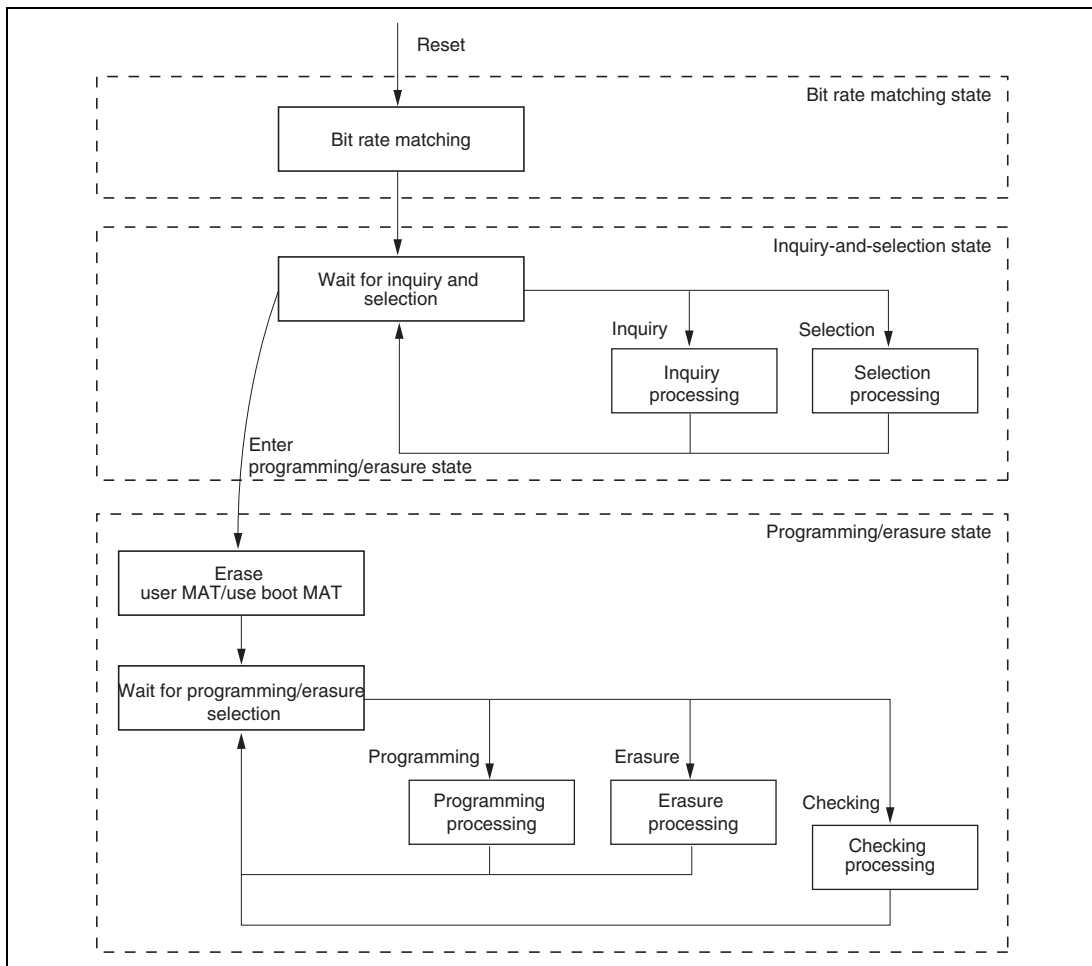 Reset
Bit rate matching state
Bit rate matching
Inquiry-and-selection state
Wait for inquiry and
selection
Inquiry
Selection
Inquiry
processing
Selection
processing
Enter
programming/erasure state
Programming/erasure state
Erase
user MAT/use boot MAT
Wait for programming/erasure
selection
Programming
Erasure
Checking
Programming
processing
Erasure
processing
Checking
processing